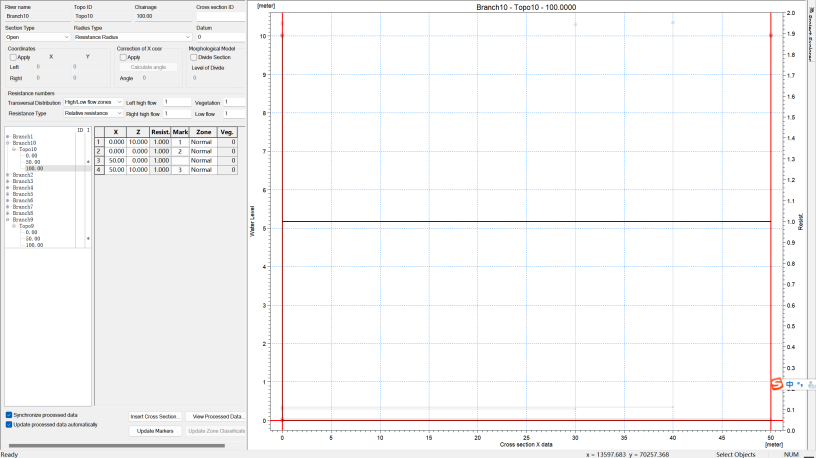 River name Topo ID Chainage Cross section ID
Branch10 Topo10 100.00
Section Type Radius Type Datum
Open Resistance Radius 0
Coordinates Correction of X coor Morphological Model
Apply X Y Apply Divide Section
Left 0 0 Calculate angle Level of Divide
Right 0 0 Angle 0 0
Resistance numbers
Transversal Distribution High/Low flow zones Left high flow 1 Vegetation 1
Resistance Type Relative resistance Right high flow 1 Low flow 1
ID I
Branch1
Branch10
Topo10
0.00
50.00 *
100.00
Branch2
Branch3
Branch4
Branch5
Branch6
Branch7
Branch8
Branch9
Topo9
0.00
50.00 *
100.00
X Z Resist. Mark Zone Veg.
1 0.000 10.000 1.000 1 Normal 0
2 0.000 0.000 1.000 2 Normal 0
3 50.00 0.000 1.000 Normal 0
4 50.00 10.000 1.000 3 Normal 0
Synchronize processed data
Update processed data automatically
Insert Cross Section... View Processed Data...
Update Markers Update Zone Classificati
Branch10 - Topo10 - 100.0000
[meter]
10
9
8
7
6
5
4
3
2
1
0
Water Level
0 5 10 15 20 25 30 35 40 45 50
Cross section X data [meter]
2.0
1.9
1.8
1.7
1.6
1.5
1.4
1.3
1.2
1.1
1.0
0.9
0.8
0.7
0.6
0.5
0.4
0.3
0.2
0.1
0.0
Resist.
中
Ready x = 13597.683 y = 70257.368 Select Objects NUM